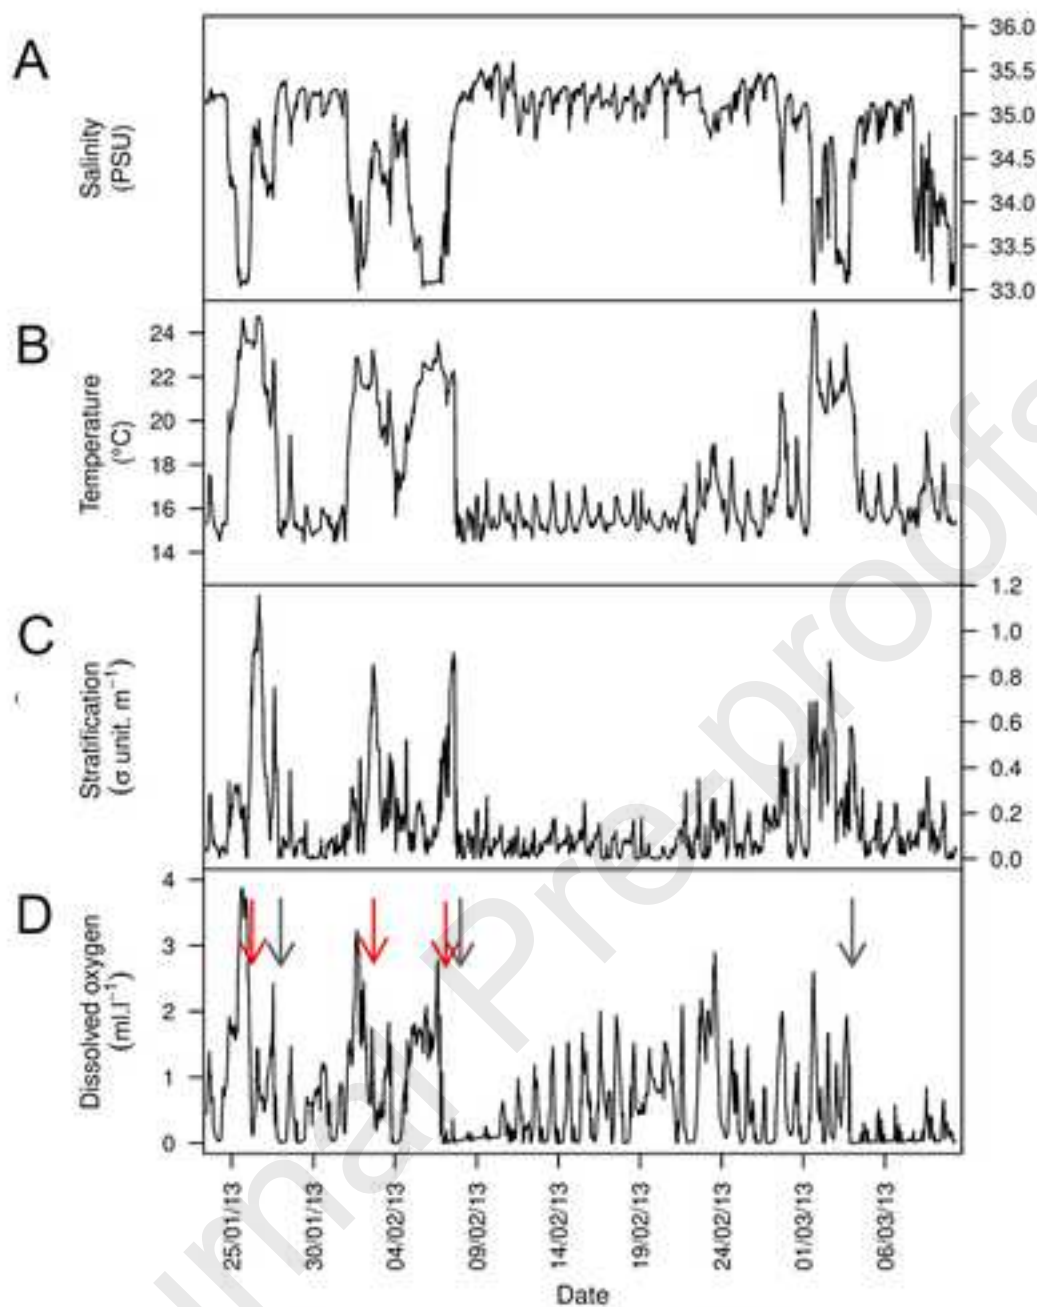 A
Salinity
(PSU)
36.0
35.5
35.0
34.5
34.0
33.5
33.0
B
Temperature
(°C)
24
22
20
18
16
14
C
Stratification
(σ unit. m⁻¹)
1.2
1.0
0.8
0.6
0.4
0.2
0.0
D
Dissolved oxygen
(ml.l⁻¹)
4
3
2
1
0
25/01/13
30/01/13
04/02/13
09/02/13
14/02/13
19/02/13
24/02/13
01/03/13
06/03/13
Date
urnal Pre-proofs